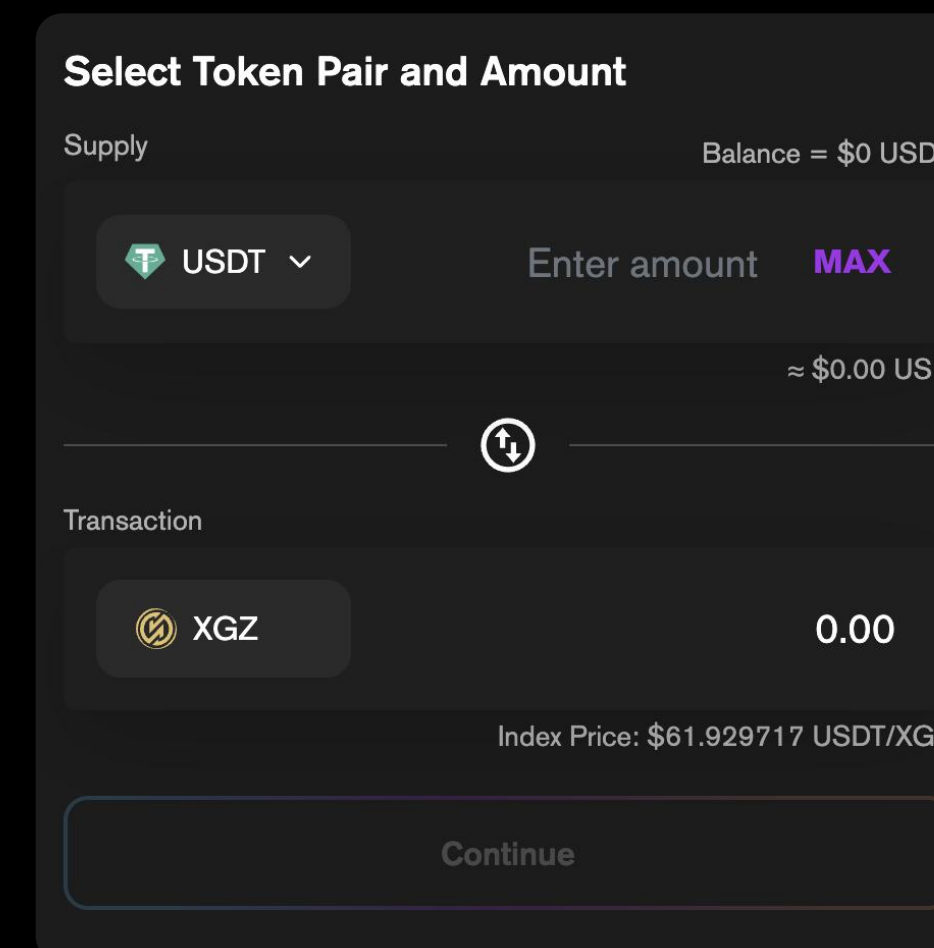 Select Token Pair and Amount
Supply
Balance = $0 USD
USDT
Enter amount
MAX
≈ $0.00 US
Transaction
XGZ
0.00
Index Price: $61.929717 USDT/XG
Continue